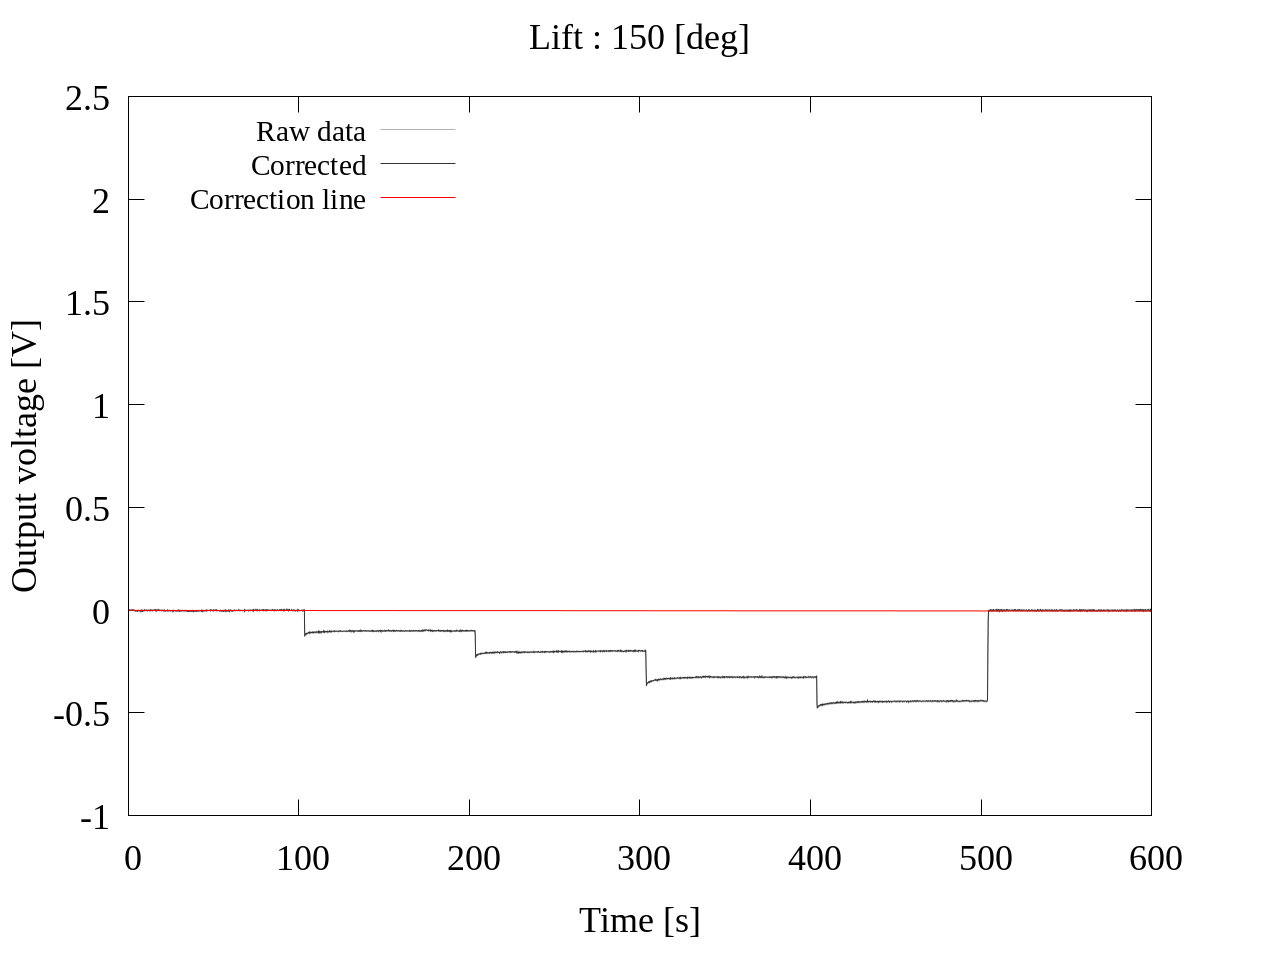 Lift : 150 [deg]
2.5
2
1.5
1
0.5
0
-0.5
-1
Raw data
Corrected
Correction line
Output voltage [V]
0 100 200 300 400 500 600
Time [s]